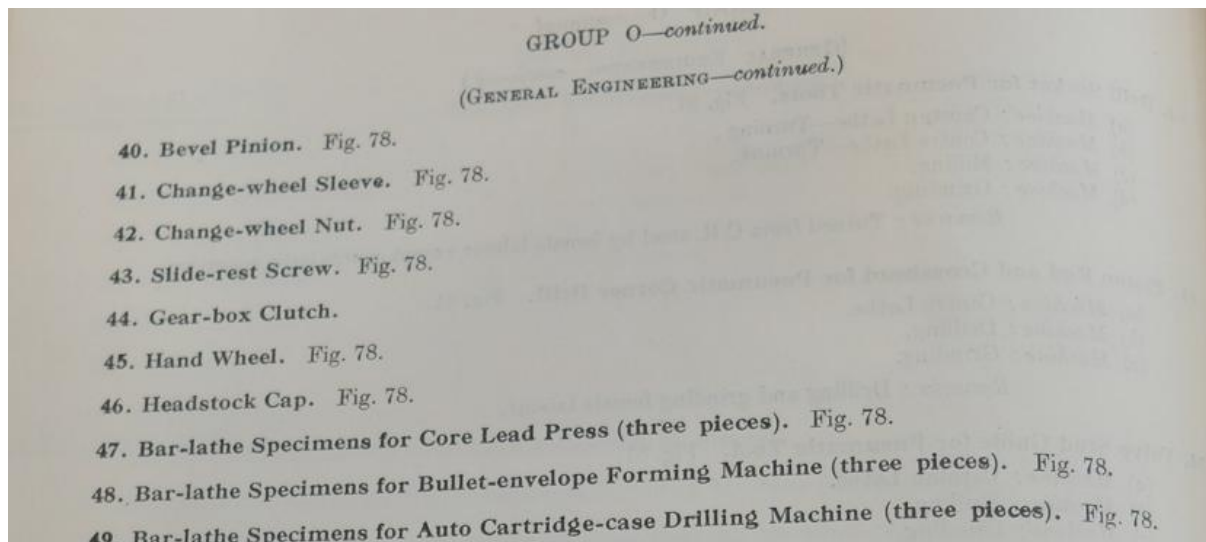 GROUP O—continued.
(GENERAL ENGINEERING—continued.)
40. Bevel Pinion. Fig. 78.
41. Change-wheel Sleeve. Fig. 78.
42. Change-wheel Nut. Fig. 78.
43. Slide-rest Screw. Fig. 78.
44. Gear-box Clutch.
45. Hand Wheel. Fig. 78.
46. Headstock Cap. Fig. 78.
47. Bar-lathe Specimens for Core Lead Press (three pieces). Fig. 78.
48. Bar-lathe Specimens for Bullet-envelope Forming Machine (three pieces). Fig. 78.
49. Bar-lathe Specimens for Auto Cartridge-case Drilling Machine (three pieces). Fig. 78.